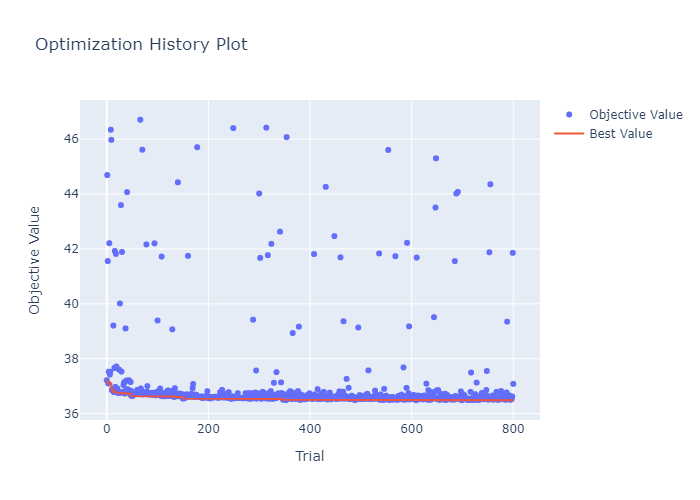 Optimization History Plot
Objective Value
Best Value
46
44
42
40
38
36
Objective Value
0
200
400
600
800
Trial